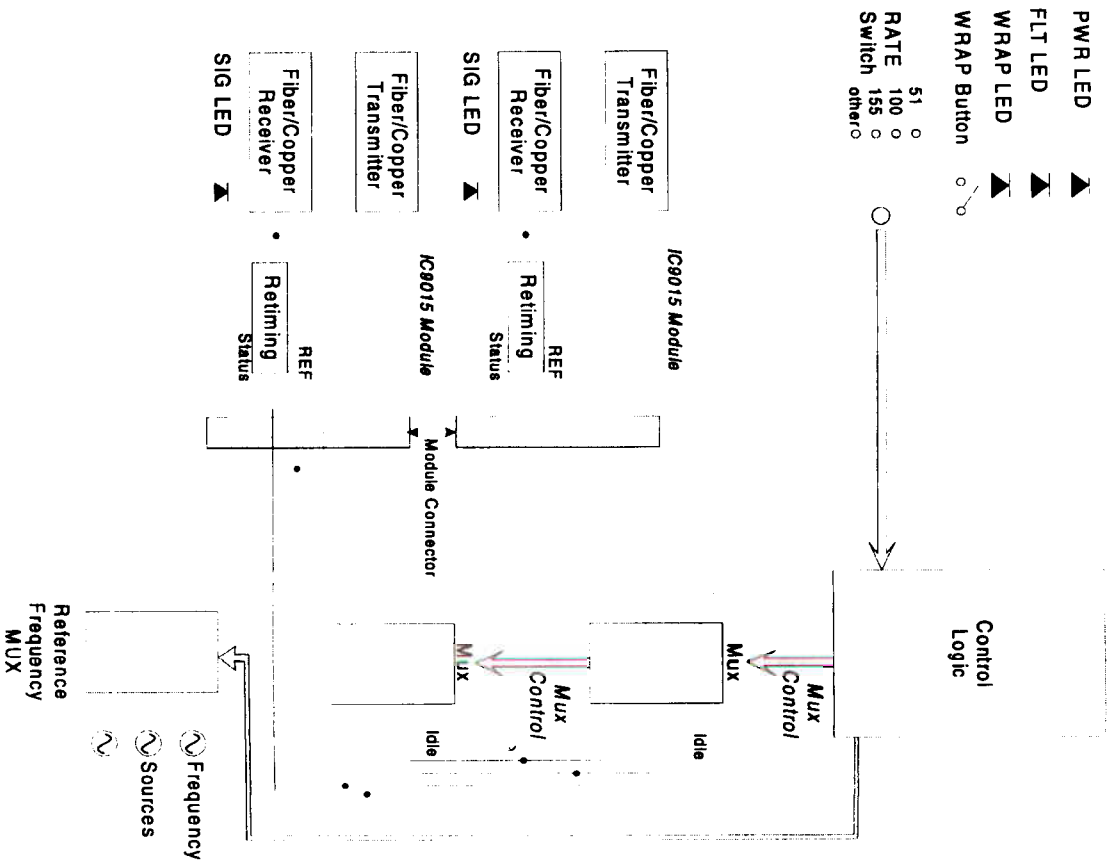 PWR LED
FLT LED
WRAP LED
WRAP Button
RATE
Switch
51
100
155
other
Control
Logic
Mux
Control
Mux
Idle
Mux
Control
Mux
Idle
IC9015 Module
Fiber/Copper
Transmitter
Fiber/Copper
Receiver
SIG LED
REF
Retiming
Status
Module Connector
IC9015 Module
Fiber/Copper
Transmitter
Fiber/Copper
Receiver
SIG LED
REF
Retiming
Status
Frequency
Sources
Reference
Frequency
MUX